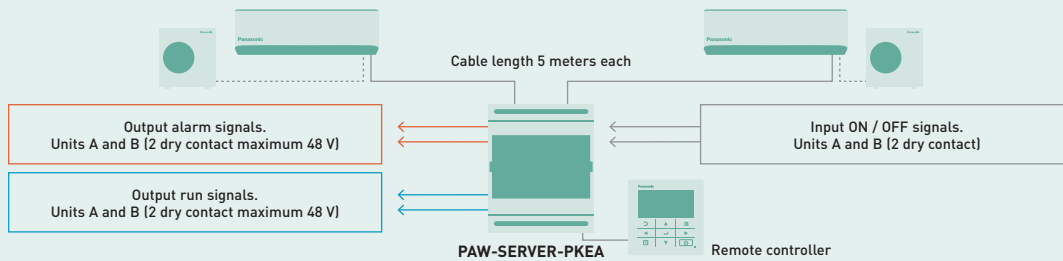 Panasonic
Panasonic
Panasonic
Panasonic
Cable length 5 meters each
Output alarm signals.
Units A and B (2 dry contact maximum 48 V)
Input ON / OFF signals.
Units A and B (2 dry contact)
Output run signals.
Units A and B (2 dry contact maximum 48 V)
Panasonic
PAW-SERVER-PKEA
Remote controller